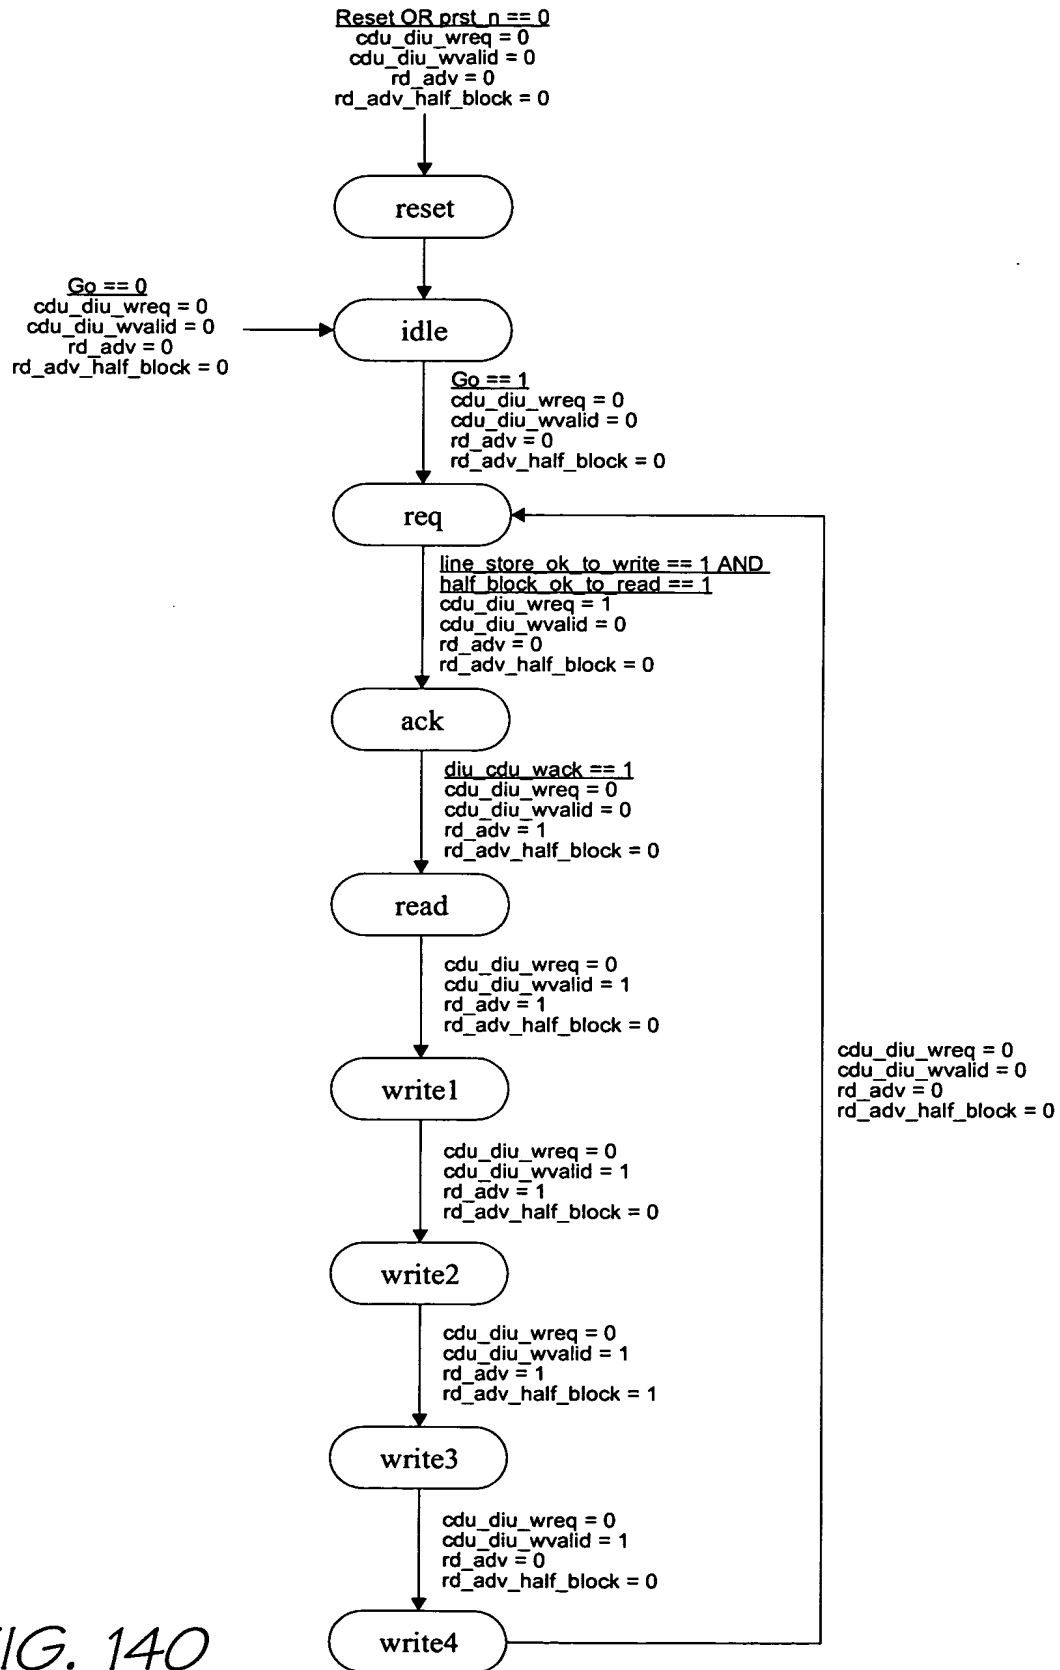 Reset OR prst_n == 0
cdu_diu_wreq = 0
cdu_diu_wvalid = 0
rd_adv = 0
rd_adv_half_block = 0
reset
Go == 0
cdu_diu_wreq = 0
cdu_diu_wvalid = 0
rd_adv = 0
rd_adv_half_block = 0
idle
Go == 1
cdu_diu_wreq = 0
cdu_diu_wvalid = 0
rd_adv = 0
rd_adv_half_block = 0
req
line_store_ok_to_write == 1 AND
half_block_ok_to_read == 1
cdu_diu_wreq = 1
cdu_diu_wvalid = 0
rd_adv = 0
rd_adv_half_block = 0
ack
diu_cdu_wack == 1
cdu_diu_wreq = 0
cdu_diu_wvalid = 0
rd_adv = 1
rd_adv_half_block = 0
read
cdu_diu_wreq = 0
cdu_diu_wvalid = 1
rd_adv = 1
rd_adv_half_block = 0
cdu_diu_wreq = 0
cdu_diu_wvalid = 0
rd_adv = 0
rd_adv_half_block = 0
write1
cdu_diu_wreq = 0
cdu_diu_wvalid = 1
rd_adv = 1
rd_adv_half_block = 0
write2
cdu_diu_wreq = 0
cdu_diu_wvalid = 1
rd_adv = 1
rd_adv_half_block = 1
write3
cdu_diu_wreq = 0
cdu_diu_wvalid = 1
rd_adv = 0
rd_adv_half_block = 0
write4
IG. 140